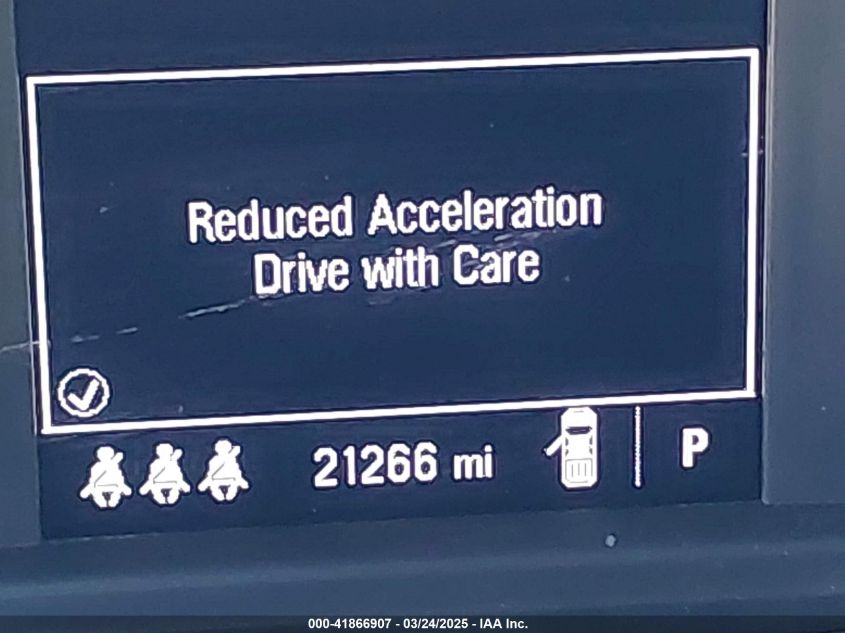 Reduced Acceleration
Drive with Care
21266 mi
P
000-41866907 - 03/24/2025 - IAA Inc.